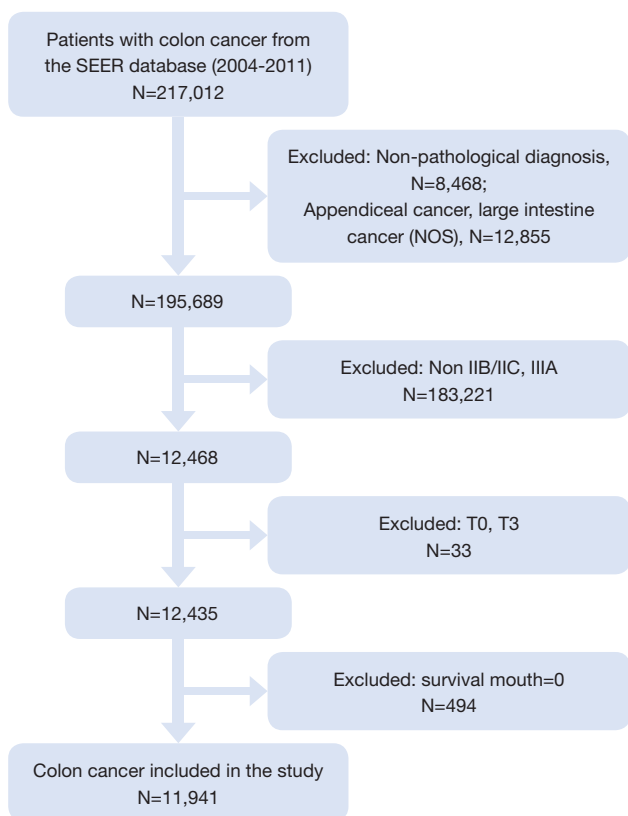 Patients with colon cancer from
the SEER database (2004-2011)
N=217,012
Excluded: Non-pathological diagnosis,
N=8,468;
Appendiceal cancer, large intestine
cancer (NOS), N=12,855
N=195,689
Excluded: Non IIB/IIC, IIIA
N=183,221
N=12,468
Excluded: T0, T3
N=33
N=12,435
Excluded: survival mouth=0
N=494
Colon cancer included in the study
N=11,941